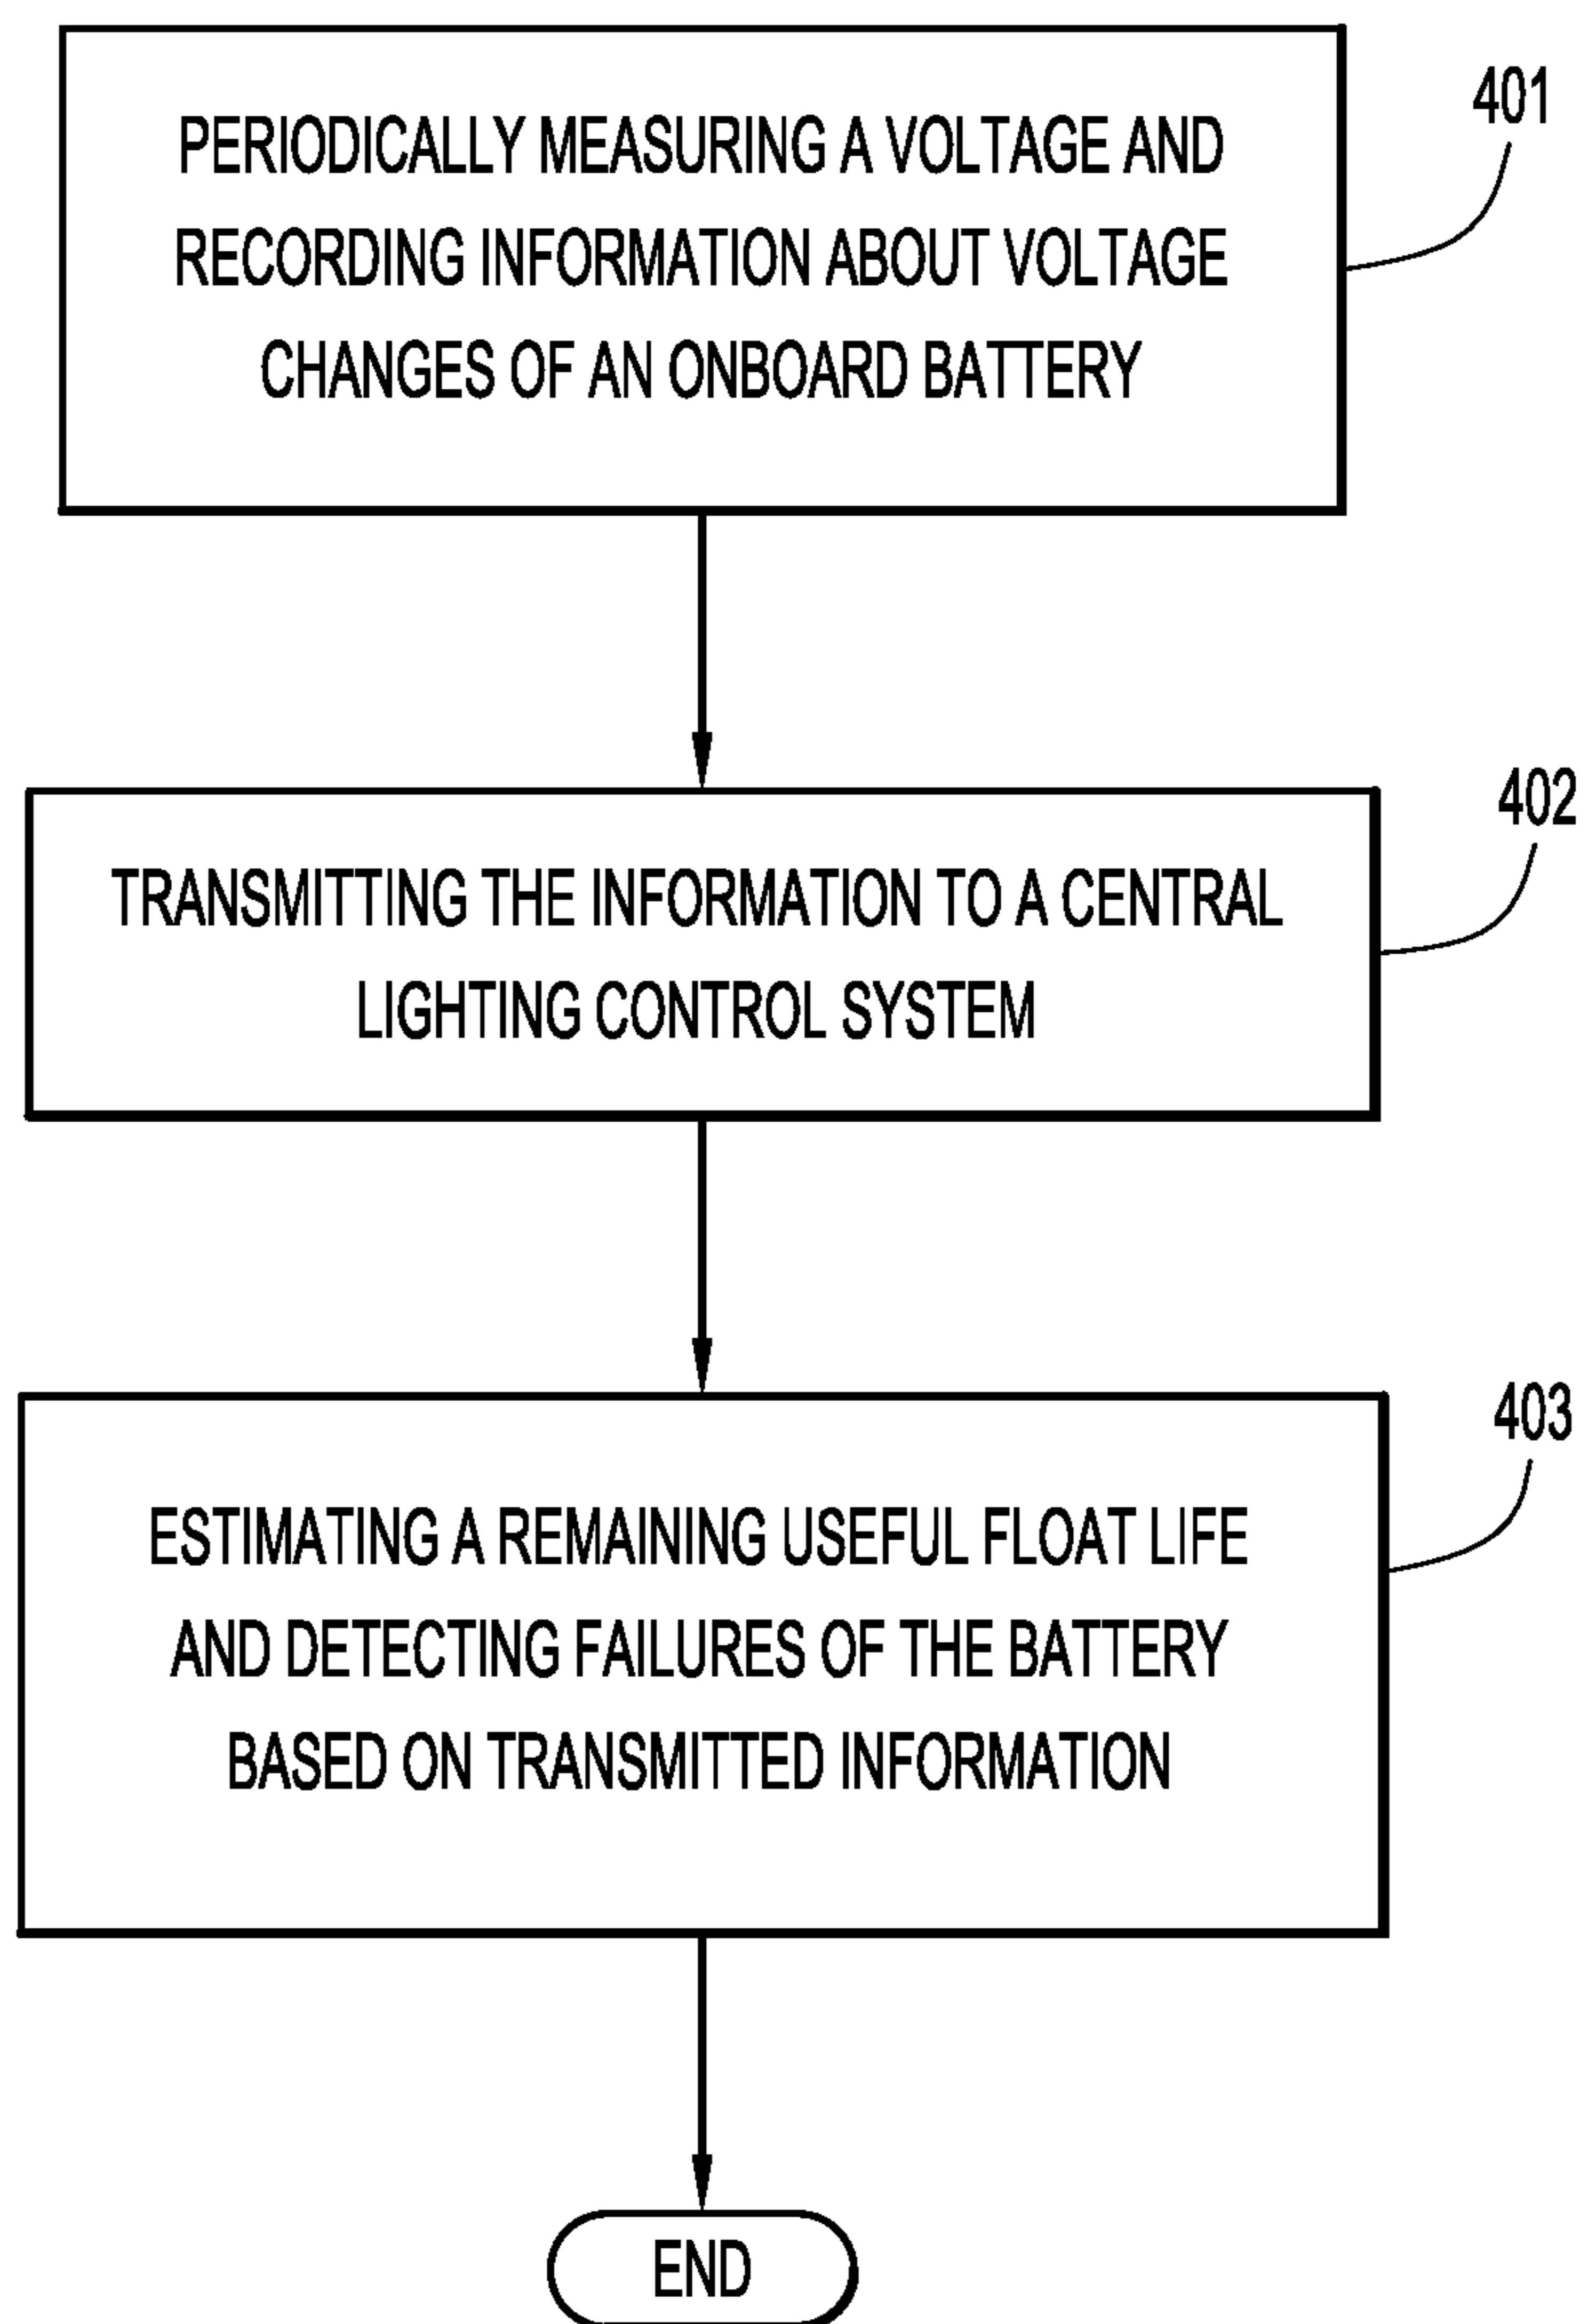 PERIODICALLY MEASURING A VOLTAGE AND
RECORDING INFORMATION ABOUT VOLTAGE
CHANGES OF AN ONBOARD BATTERY
401
TRANSMITTING THE INFORMATION TO A CENTRAL
LIGHTING CONTROL SYSTEM
402
ESTIMATING A REMAINING USEFUL FLOAT LIFE
AND DETECTING FAILURES OF THE BATTERY
BASED ON TRANSMITTED INFORMATION
403
END